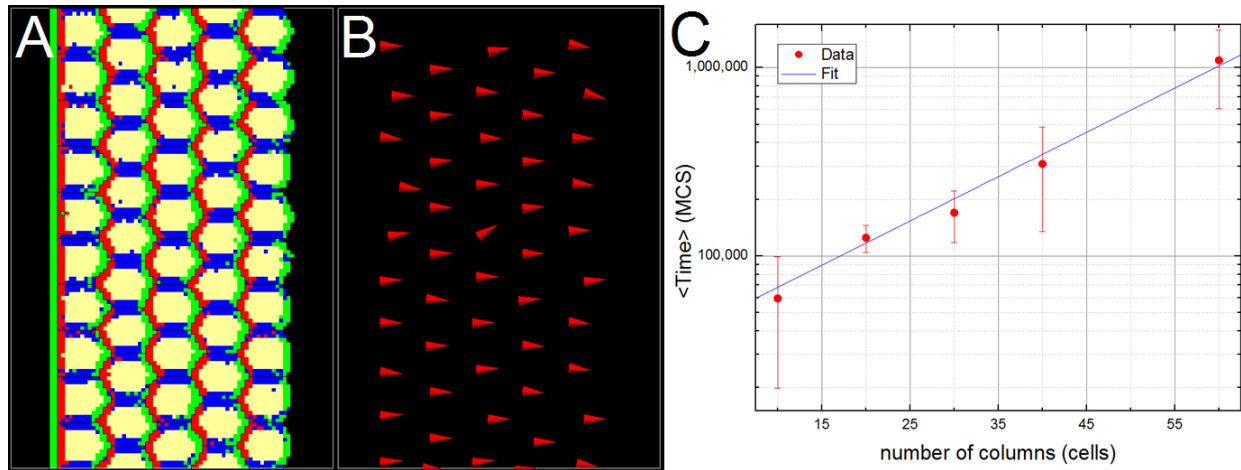 A
B
C
Data
Fit
1,000,000
100,000
<Time> (MCS)
15 25 35 45 55
number of columns (cells)